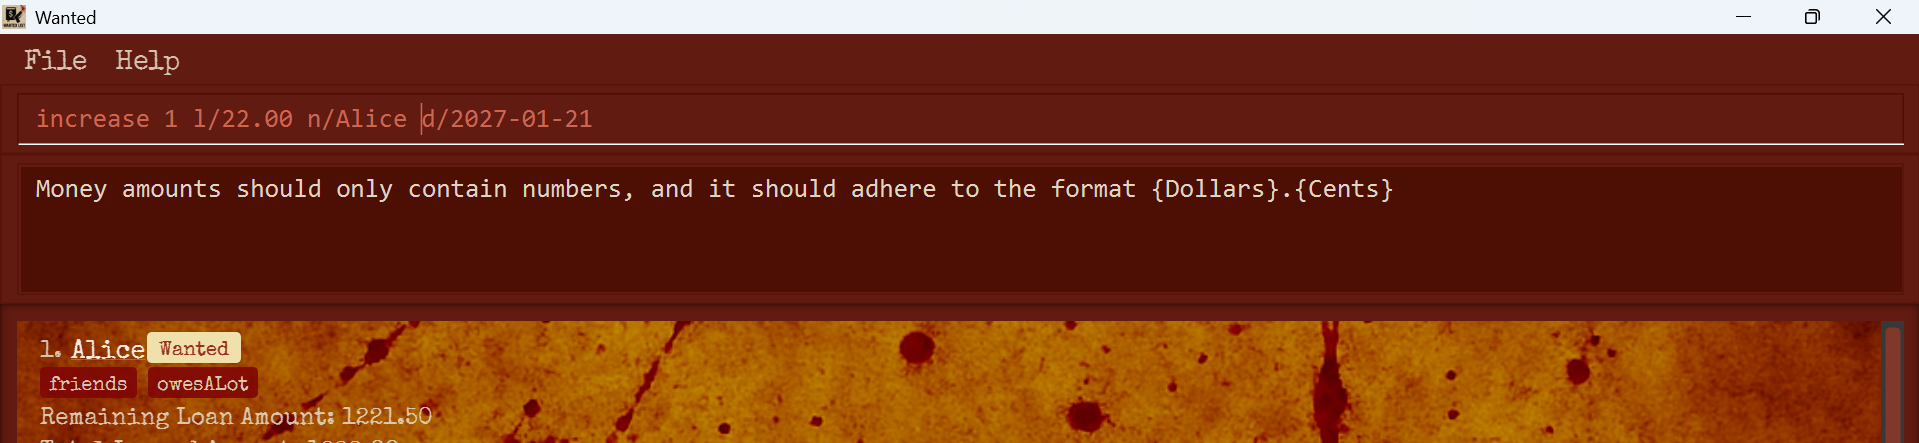 Wanted
File Help
increase 1 l/22.00 n/Alice d/2027-01-21
Money amounts should only contain numbers, and it should adhere to the format {Dollars}.{Cents}
1. Alice Wanted
friends owesALot
Remaining Loan Amount: 1221.50